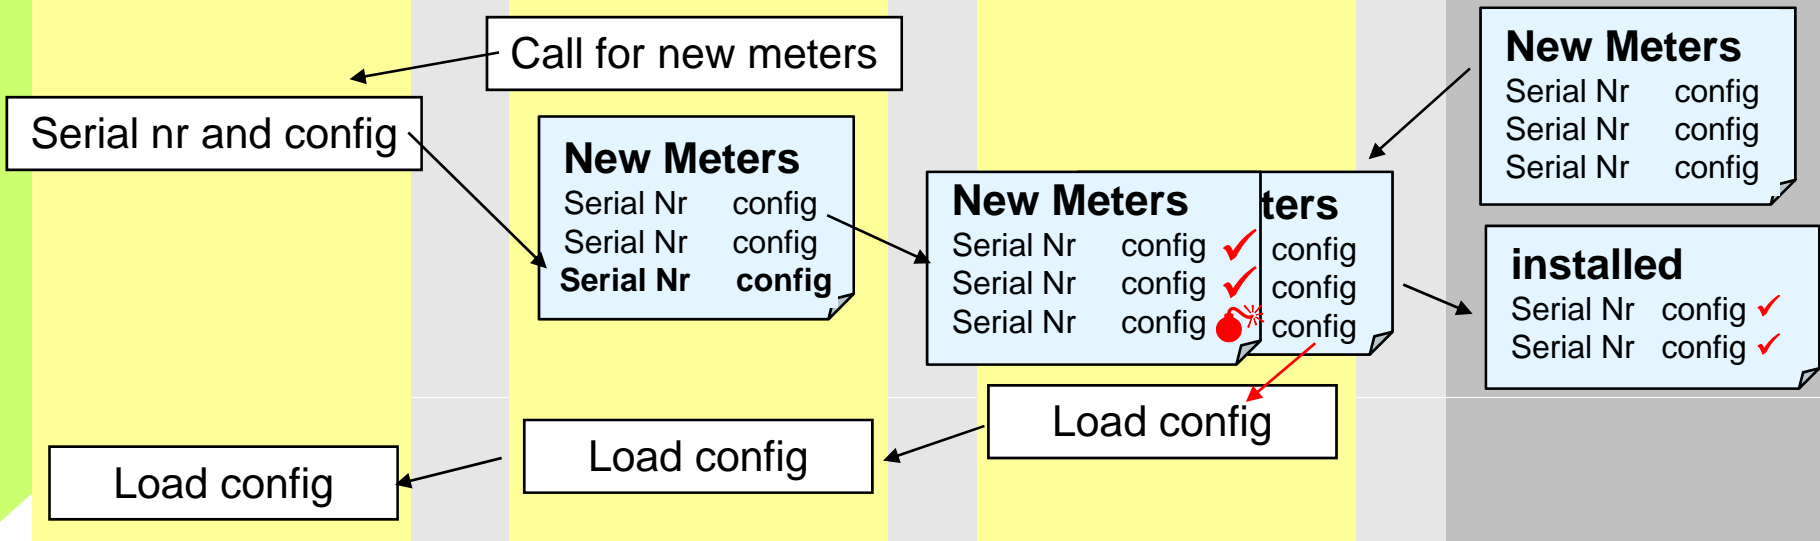 Call for new meters
Serial nr and config
New Meters
Serial Nr config
Serial Nr config
Serial Nr config
New Meters
Serial Nr config
Serial Nr config
Serial Nr config
ters
config
config
config
New Meters
Serial Nr config
Serial Nr config
Serial Nr config
installed
Serial Nr config
Serial Nr config
Load config
Load config
Load config